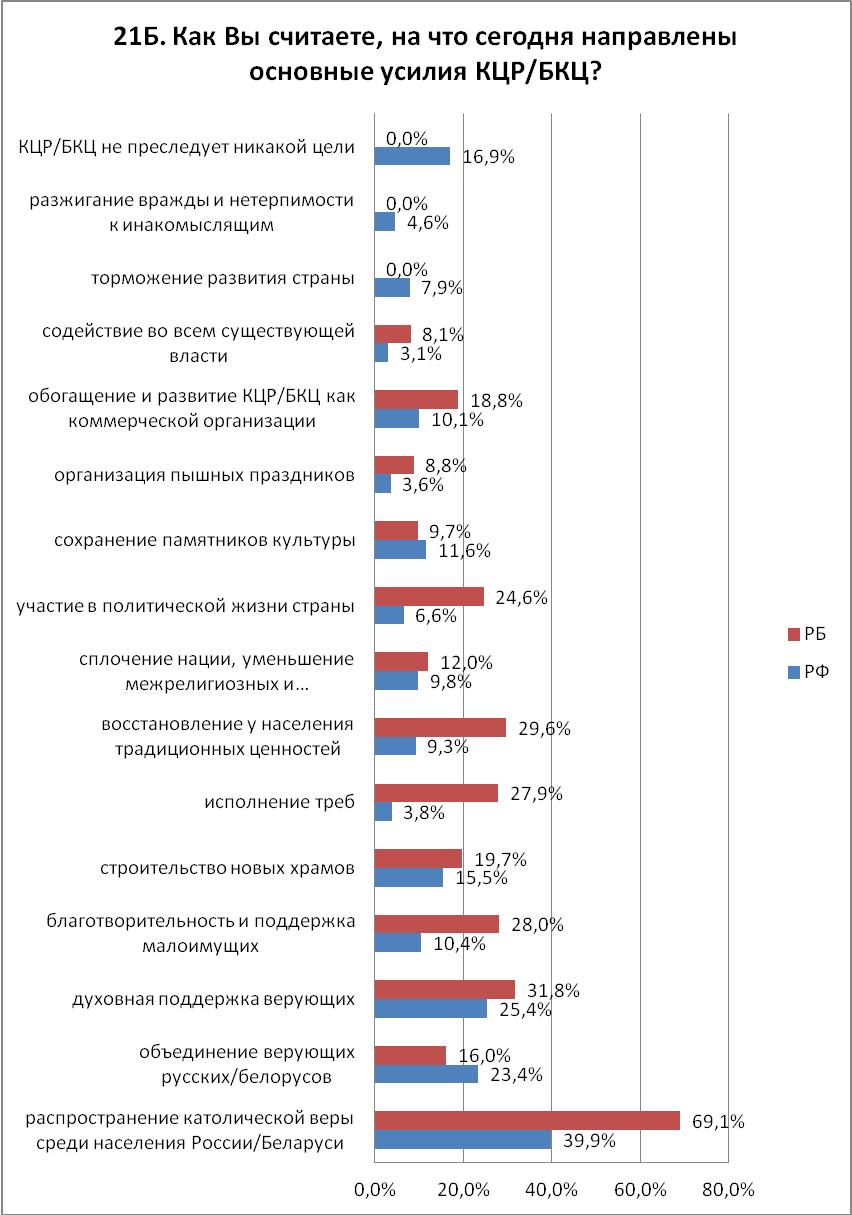 21Б. Как Вы считаете, на что сегодня направлены
основные усилия КЦР/БКЦ?
КЦР/БКЦ не преследует никакой цели
0,0%
16,9%
разжигание вражды и нетерпимости
к инакомыслящим
0,0%
4,6%
торможение развития страны
0,0%
7,9%
содействие во всем существующей
власти
8,1%
3,1%
обогащение и развитие КЦР/БКЦ как
коммерческой организации
18,8%
10,1%
организация пышных праздников
8,8%
3,6%
сохранение памятников культуры
9,7%
11,6%
участие в политической жизни страны
24,6%
6,6%
сплочение нации, уменьшение
межрелигиозных и...
12,0%
9,8%
восстановление у населения
традиционных ценностей
29,6%
9,3%
исполнение треб
27,9%
3,8%
строительство новых храмов
19,7%
15,5%
благотворительность и поддержка
малоимущих
28,0%
10,4%
духовная поддержка верующих
31,8%
25,4%
объединение верующих
русских/белорусов
16,0%
23,4%
распространение католической веры
среди населения России/Беларуси
69,1%
39,9%
0,0% 20,0% 40,0% 60,0% 80,0%
РБ
РФ